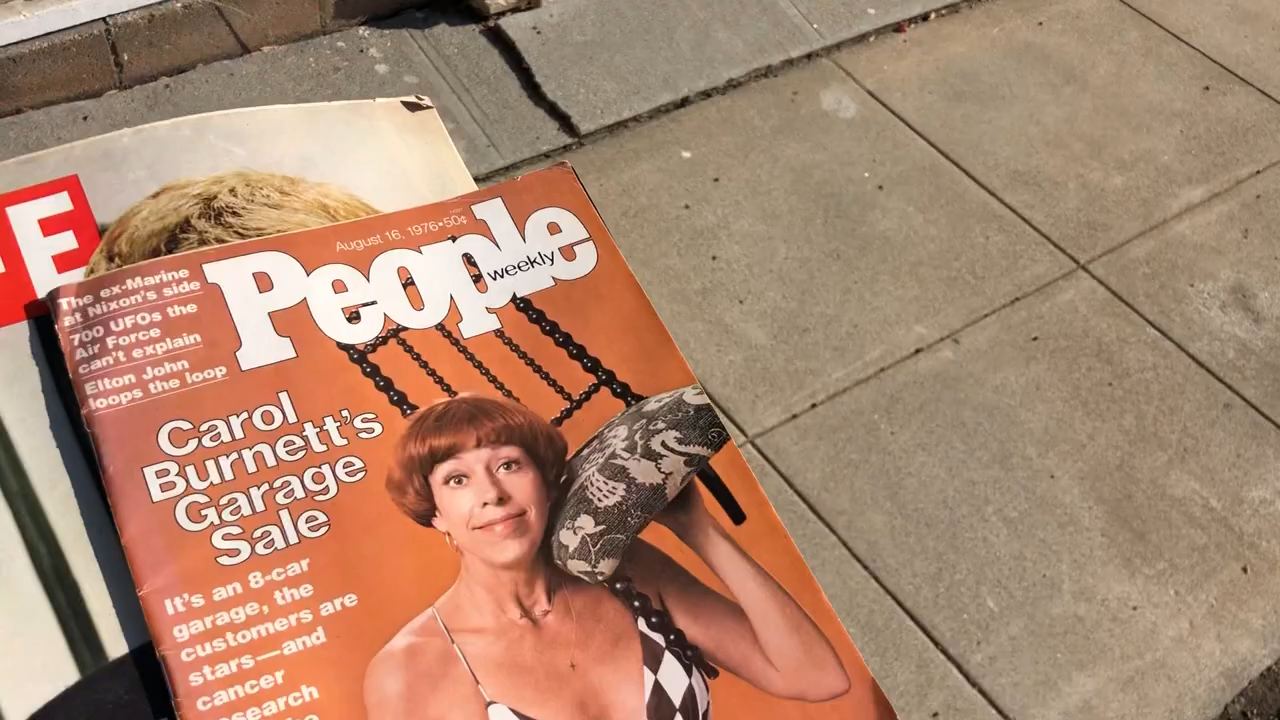 FE
August 16, 1976 • 50¢
People
weekly
The ex-Marine
at Nixon's side
700 UFOs the
Air Force
can't explain
Elton John
loops the loop
Carol
Burnett's
Garage
Sale
It's an 8-car
garage, the
customers are
stars—and
cancer
research